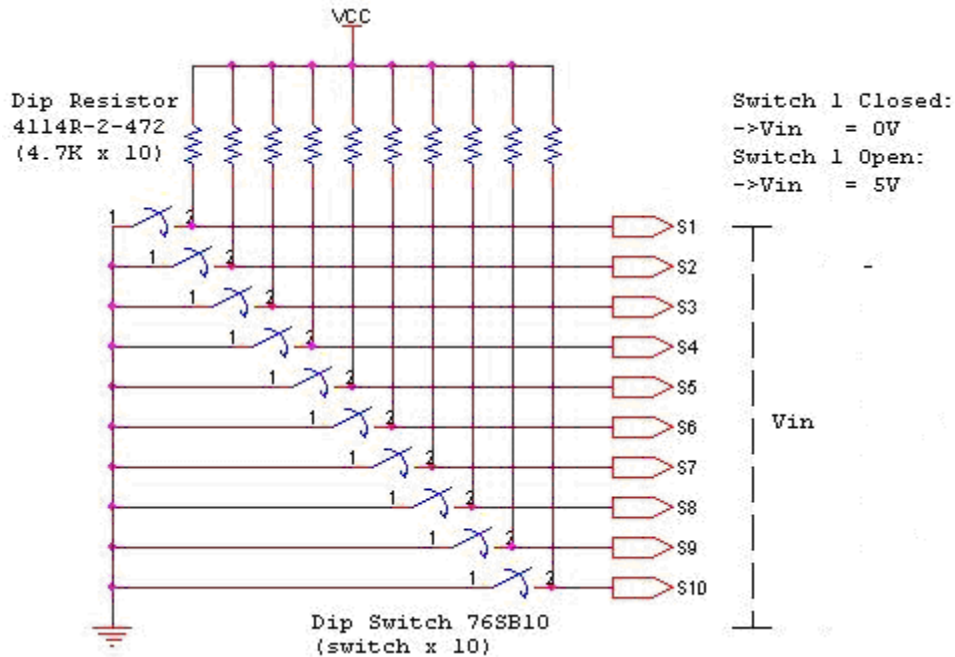 VCC
Dip Resistor
4114R-2-472
(4.7K x 10)
Switch 1 Closed:
->Vin = 0V
Switch 1 Open:
->Vin = 5V
1 2 S1
1 2 S2
1 2 S3
1 2 S4
1 2 S5
1 2 S6
1 2 S7
1 2 S8
1 2 S9
1 2 S10
Vin
Dip Switch 76SB10
(switch x 10)